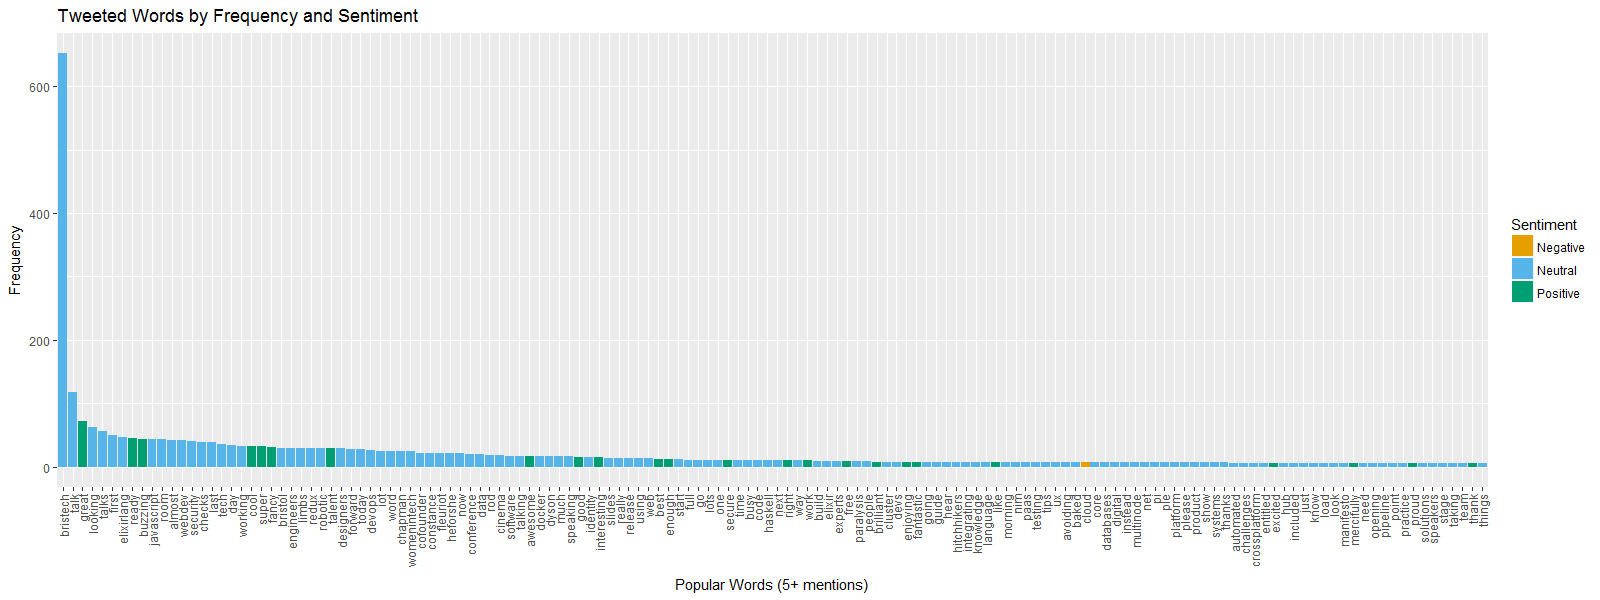 Tweeted Words by Frequency and Sentiment
600
400
200
0
Frequency
bristech
talk
great
looking
talks
first
elixirlang
ready
buzzing
javascript
room
almost
webdev
security
checks
last
tech
day
working
cool
super
fancy
bristol
engineers
limbs
redux
robotic
talent
designers
forward
today
devops
iot
word
chapman
womenintech
cofounder
constance
fleuriot
heforshe
know
conference
data
food
cinema
software
talking
awesome
docker
dyson
much
speaking
good
identity
interesting
slides
really
release
using
web
best
enough
start
full
logo
lots
one
secure
time
busy
code
haskell
next
right
way
work
build
elixir
experts
free
paralysis
people
brilliant
cluster
devs
enjoying
fantastic
going
guide
hear
hitchhikers
integrating
knowledge
language
like
morning
nim
paas
testing
tips
ux
avoiding
baked
cloud
core
databases
digital
instead
multimode
net
pi
pie
platform
please
product
show
systems
thanks
automated
challenges
crossplatform
entitled
excited
hub
included
just
know
load
look
manifesto
mercifully
need
opening
pipeline
point
practice
proud
solutions
speakers
stage
taking
team
thank
things
Popular Words (5+ mentions)
Sentiment
Negative
Neutral
Positive